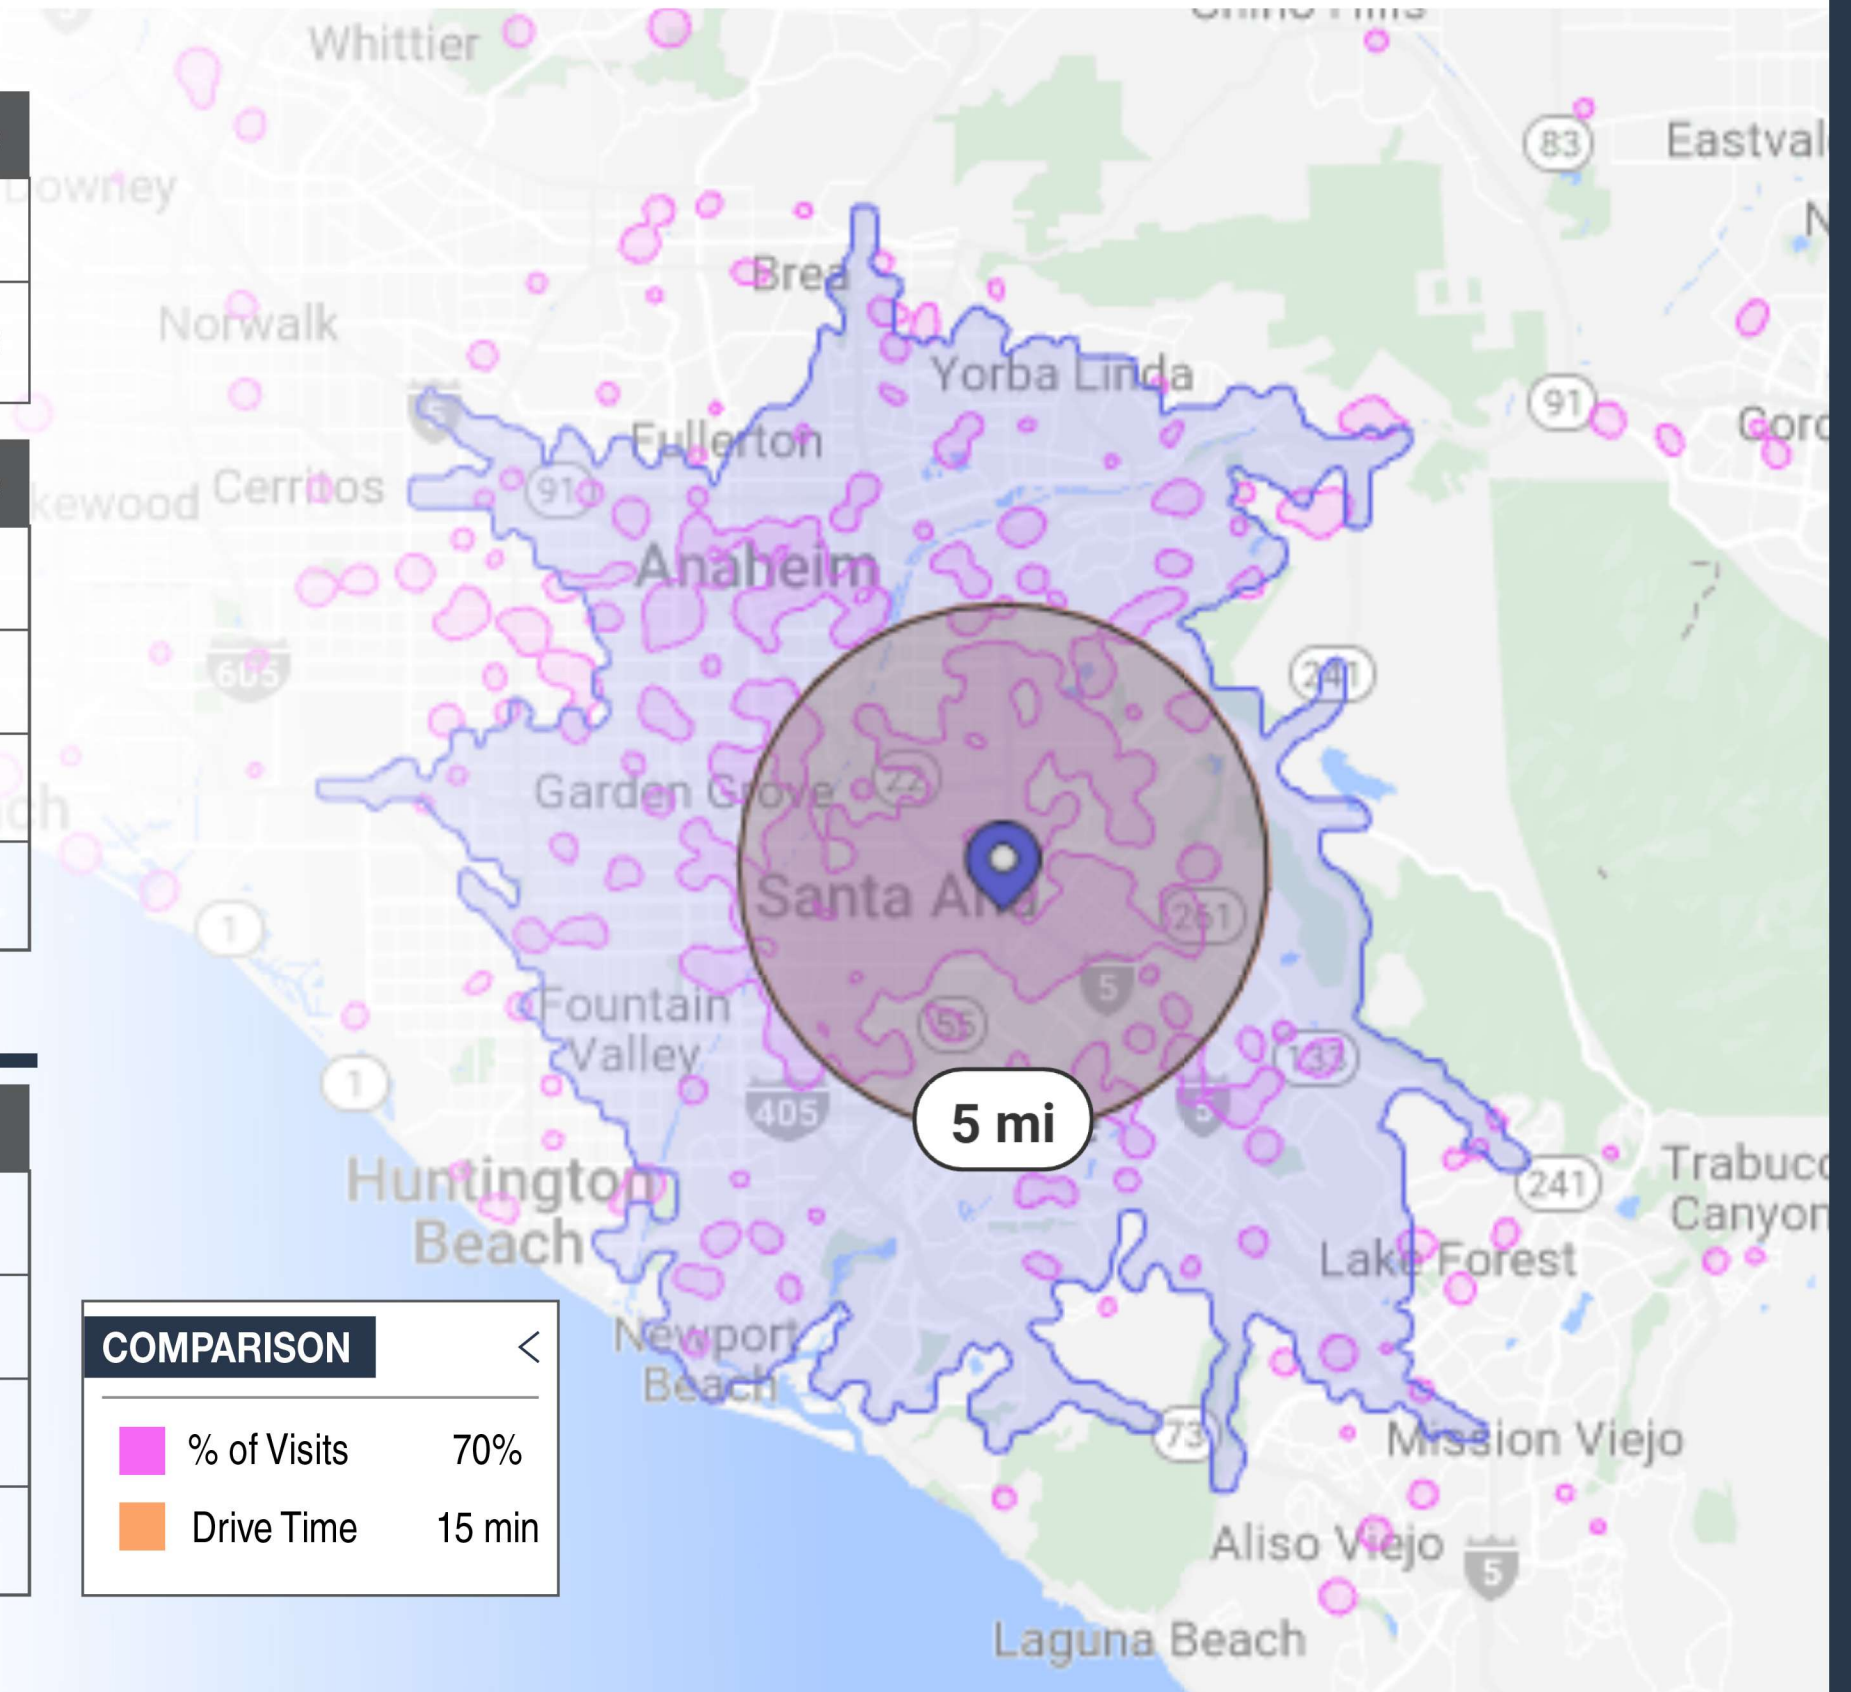 Whittier
83
Eastval
Downey
Brea
Norwalk
Yorba Linda
5
91
Fullerton
Cerritos
91
kewood
Anaheim
605
241
Garden Grove
22
ch
Santa Ana
261
1
5
Fountain
Valley
55
133
1
405
5
5 mi
Huntington
Beach
Trabuco
Canyon
241
Lake Forest
COMPARISON <
Newport
Beach
% of Visits 70%
73
Mission Viejo
Drive Time 15 min
Aliso Viejo
5
Laguna Beach